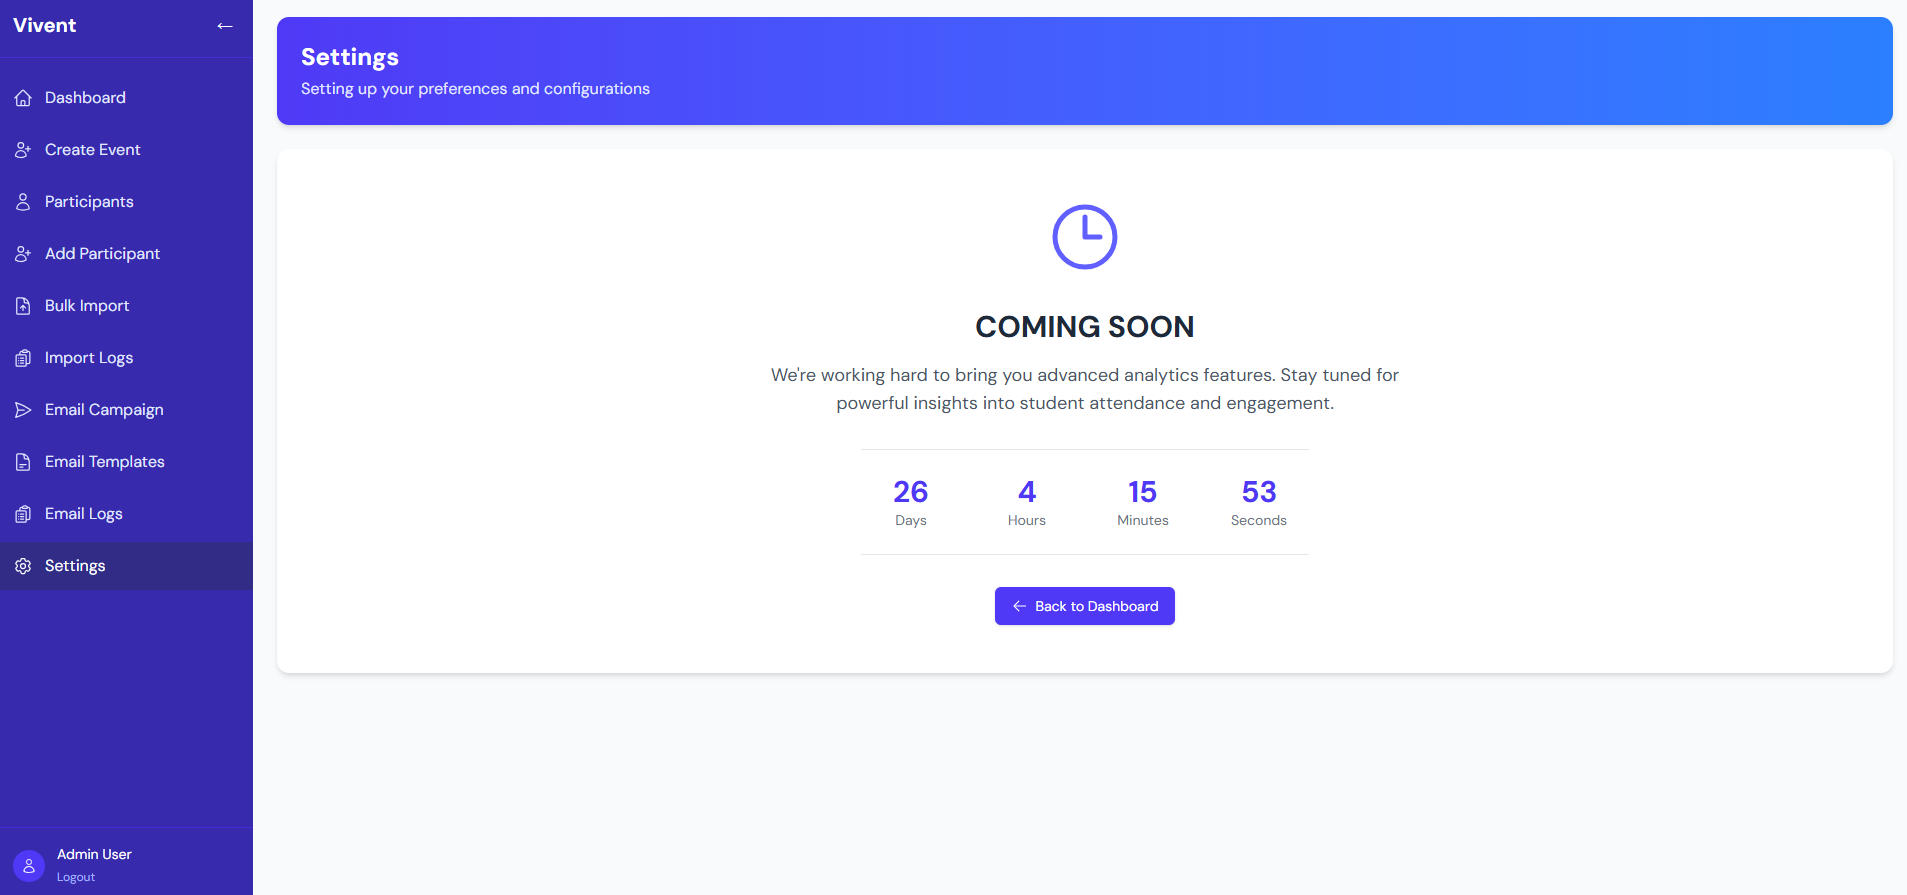 Vivent
Dashboard
Create Event
Participants
Add Participant
Bulk Import
Import Logs
Email Campaign
Email Templates
Email Logs
Settings
Admin User
Logout
Settings
Setting up your preferences and configurations
COMING SOON
We're working hard to bring you advanced analytics features. Stay tuned for
powerful insights into student attendance and engagement.
26 4 15 53
Days Hours Minutes Seconds
Back to Dashboard